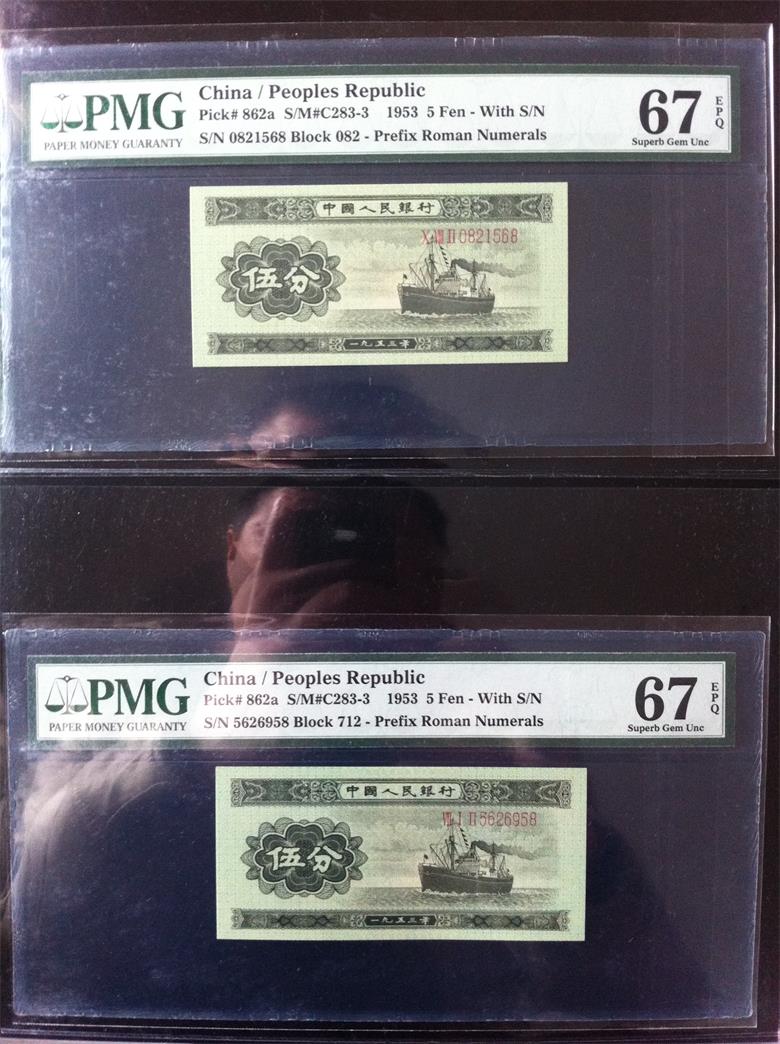 PMG
PAPER MONEY GUARANTY
China / Peoples Republic
Pick# 862a S/M#C283-3 1953 5 Fen - With S/N
S/N 0821568 Block 082 - Prefix Roman Numerals
67 EPQ
Superb Gem Unc
中國人民銀行
X VIII II 0821568
伍分
一九五三年
PMG
PAPER MONEY GUARANTY
China / Peoples Republic
Pick# 862a S/M#C283-3 1953 5 Fen - With S/N
S/N 5626958 Block 712 - Prefix Roman Numerals
67 EPQ
Superb Gem Unc
中國人民銀行
VII I II 5626958
伍分
一九五三年